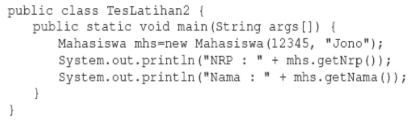 public class TesLatihan2 {
    public static void main(String args[]) {
        Mahasiswa mhs=new Mahasiswa(12345, "Jono");
        System.out.println("NRP : " + mhs.getNrp());
        System.out.println("Nama : " + mhs.getNama());
    }
}